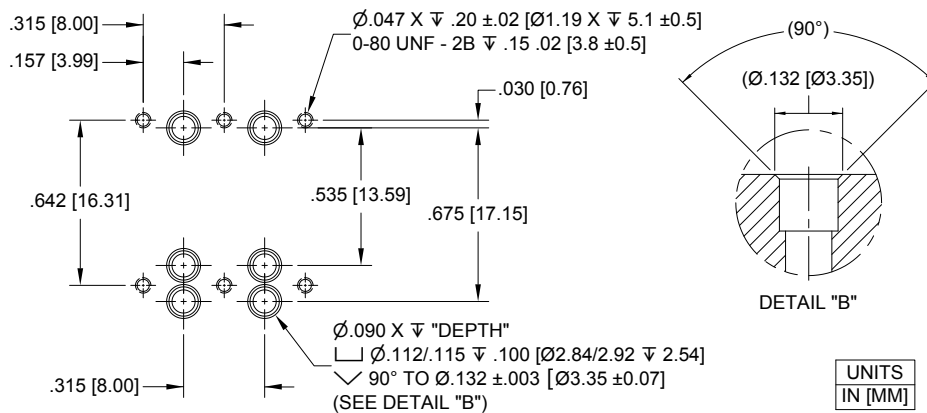 .315 [8.00]
.157 [3.99]
Ø.047 X ↧ .20 ±.02 [Ø1.19 X ↧ 5.1 ±0.5]
0-80 UNF - 2B ↧ .15 .02 [3.8 ±0.5]
.030 [0.76]
.642 [16.31]
.535 [13.59]
.675 [17.15]
Ø.090 X ↧ "DEPTH"
⌴ Ø.112/.115 ↧ .100 [Ø2.84/2.92 ↧ 2.54]
⌵ 90° TO Ø.132 ±.003 [Ø3.35 ±0.07]
(SEE DETAIL "B")
.315 [8.00]
(90°)
(Ø.132 [Ø3.35])
DETAIL "B"
UNITS
IN [MM]